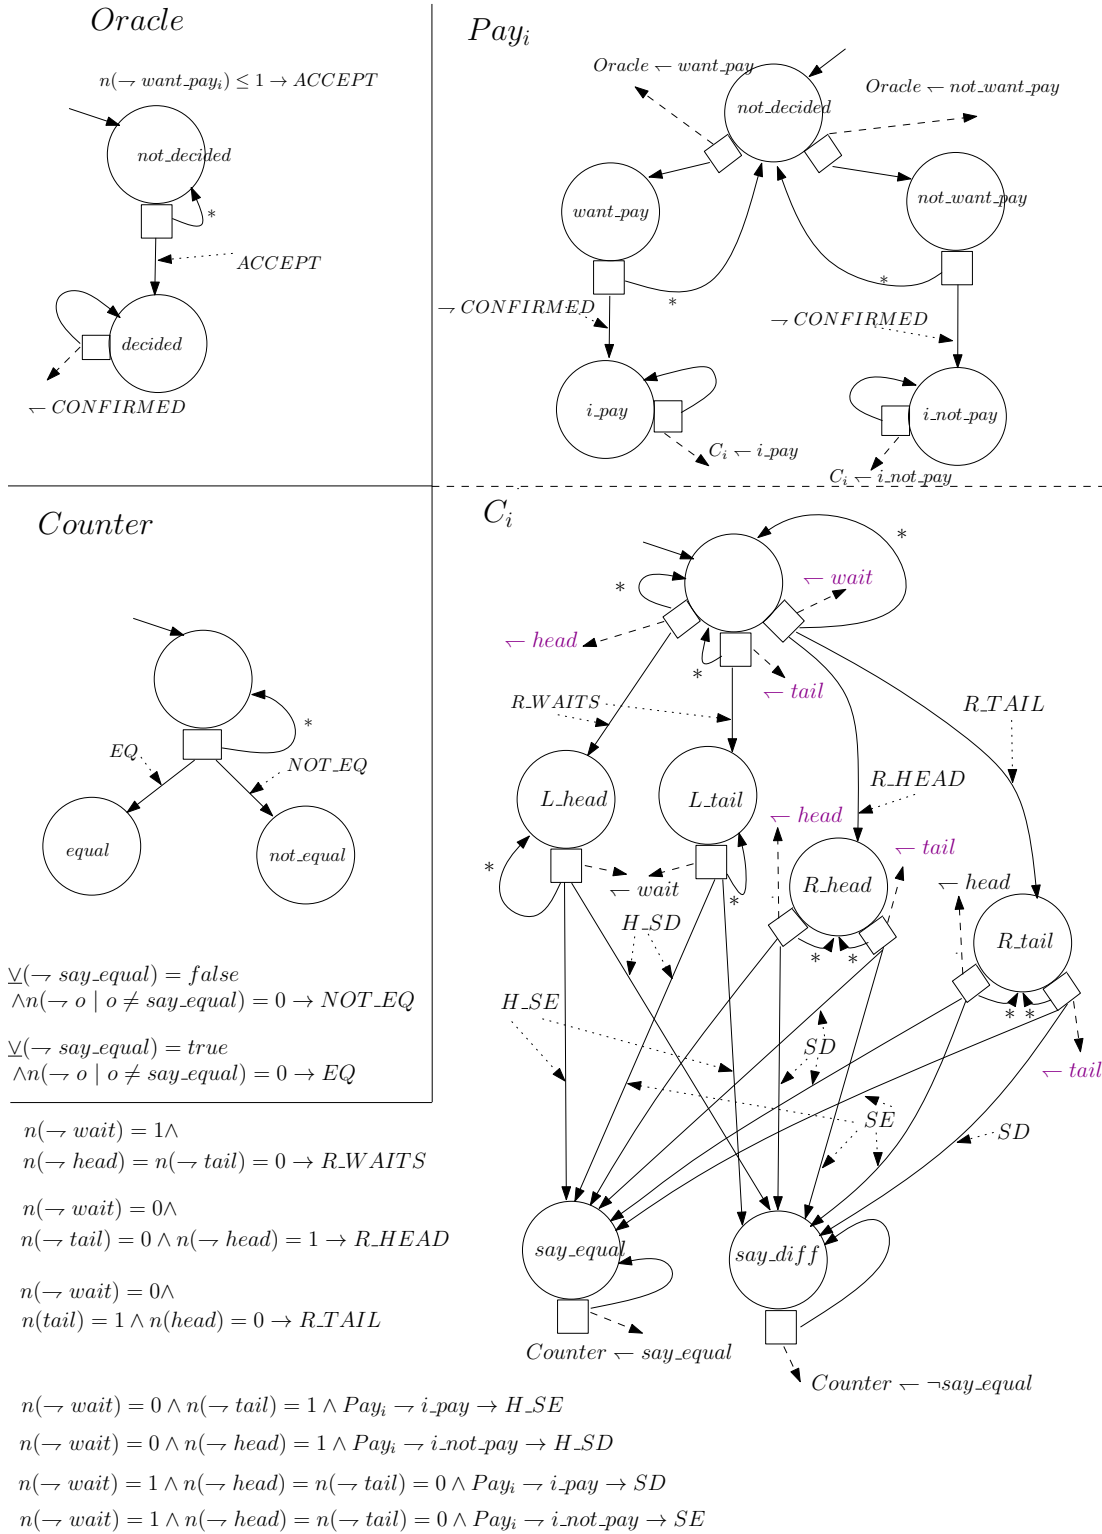 Oracle
n(⇁ want_pay_i) ≤ 1 → ACCEPT
not_decided
*
ACCEPT
decided
↽ CONFIRMED
Pay_i
Oracle ↽ want_pay
not_decided
Oracle ↽ not_want_pay
want_pay
not_want_pay
*
*
⇁ CONFIRMED
⇁ CONFIRMED
i_pay
i_not_pay
C_i ↽ i_pay
C_i ↽ i_not_pay
Counter
*
EQ
NOT_EQ
equal
not_equal
⊻(⇁ say_equal) = false
∧n(⇁ o | o ≠ say_equal) = 0 → NOT_EQ
⊻(⇁ say_equal) = true
∧n(⇁ o | o ≠ say_equal) = 0 → EQ
C_i
*
*
↽ wait
↽ head
*
↽ tail
R_WAITS
R_TAIL
L_head
L_tail
R_HEAD
↽ head
↽ tail
*
↽ wait
*
R_head
↽ head
H_SD
R_tail
* *
* *
H_SE
SD
↽ tail
SE
SD
say_equal
say_diff
Counter ↽ say_equal
Counter ↽ ¬say_equal
n(⇁ wait) = 1∧
n(⇁ head) = n(⇁ tail) = 0 → R_WAITS
n(⇁ wait) = 0∧
n(⇁ tail) = 0 ∧ n(⇁ head) = 1 → R_HEAD
n(⇁ wait) = 0∧
n(tail) = 1 ∧ n(head) = 0 → R_TAIL
n(⇁ wait) = 0 ∧ n(⇁ tail) = 1 ∧ Pay_i ⇁ i_pay → H_SE
n(⇁ wait) = 0 ∧ n(⇁ head) = 1 ∧ Pay_i ⇁ i_not_pay → H_SD
n(⇁ wait) = 1 ∧ n(⇁ head) = n(⇁ tail) = 0 ∧ Pay_i ⇁ i_pay → SD
n(⇁ wait) = 1 ∧ n(⇁ head) = n(⇁ tail) = 0 ∧ Pay_i ⇁ i_not_pay → SE